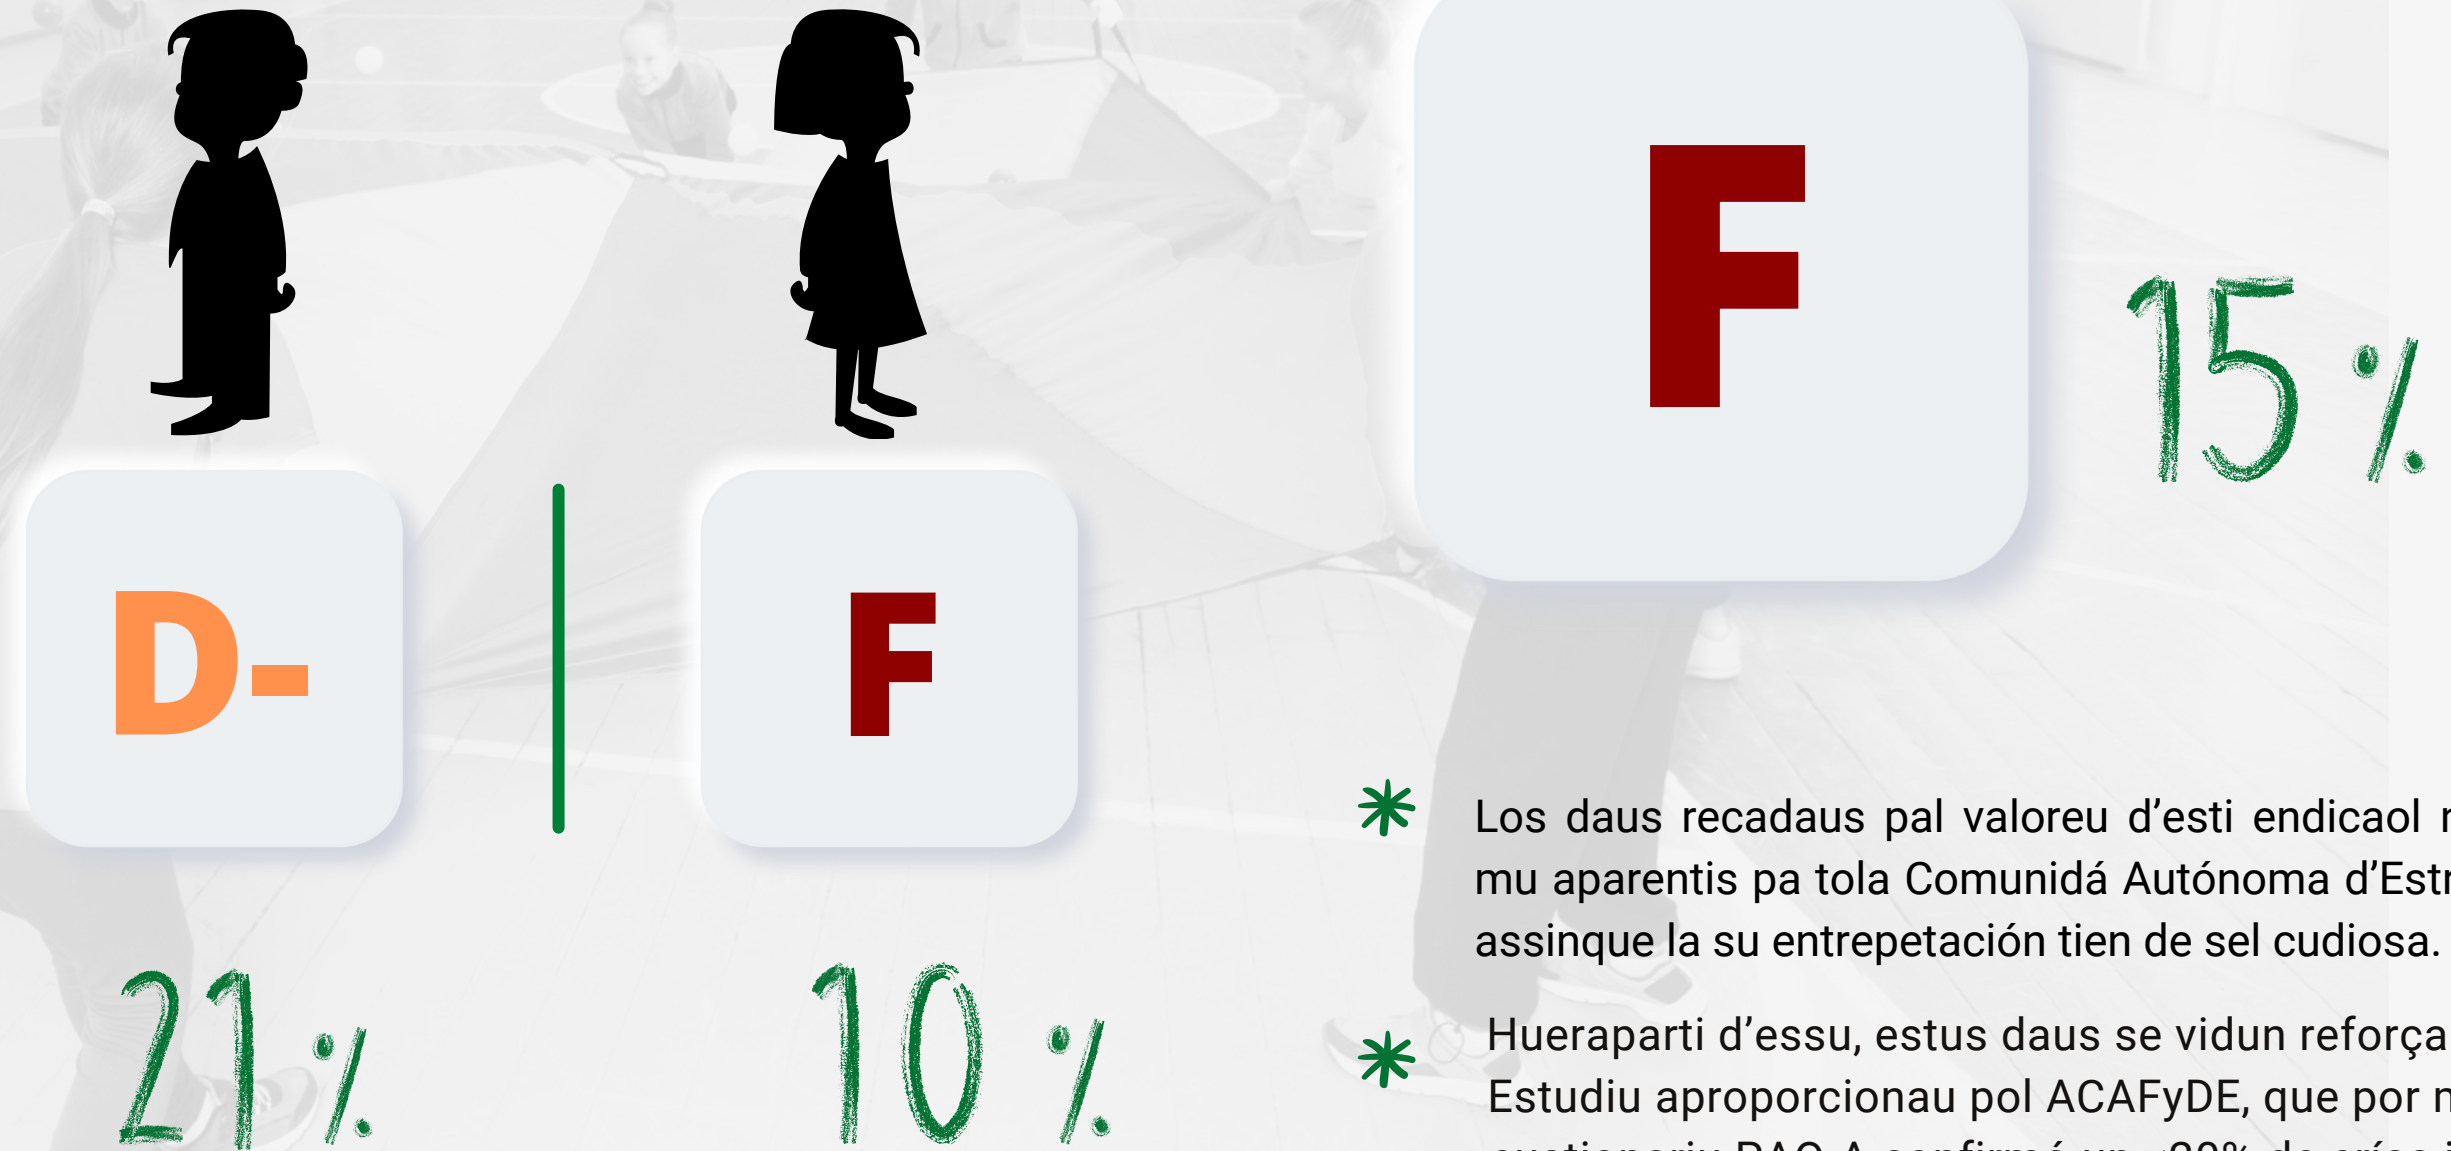 F
15%
D-
F
21%
10%
Los daus recadaus pal valoreu d’esti endicaol
mu aparentis pa tola Comunidá Autónoma d’Estr
assinque la su entrepetación tien de sel cudiosa.
Hueraparti d’essu, estus daus se vidun reforça
Estudiu aproporcionau pol ACAFyDE, que por